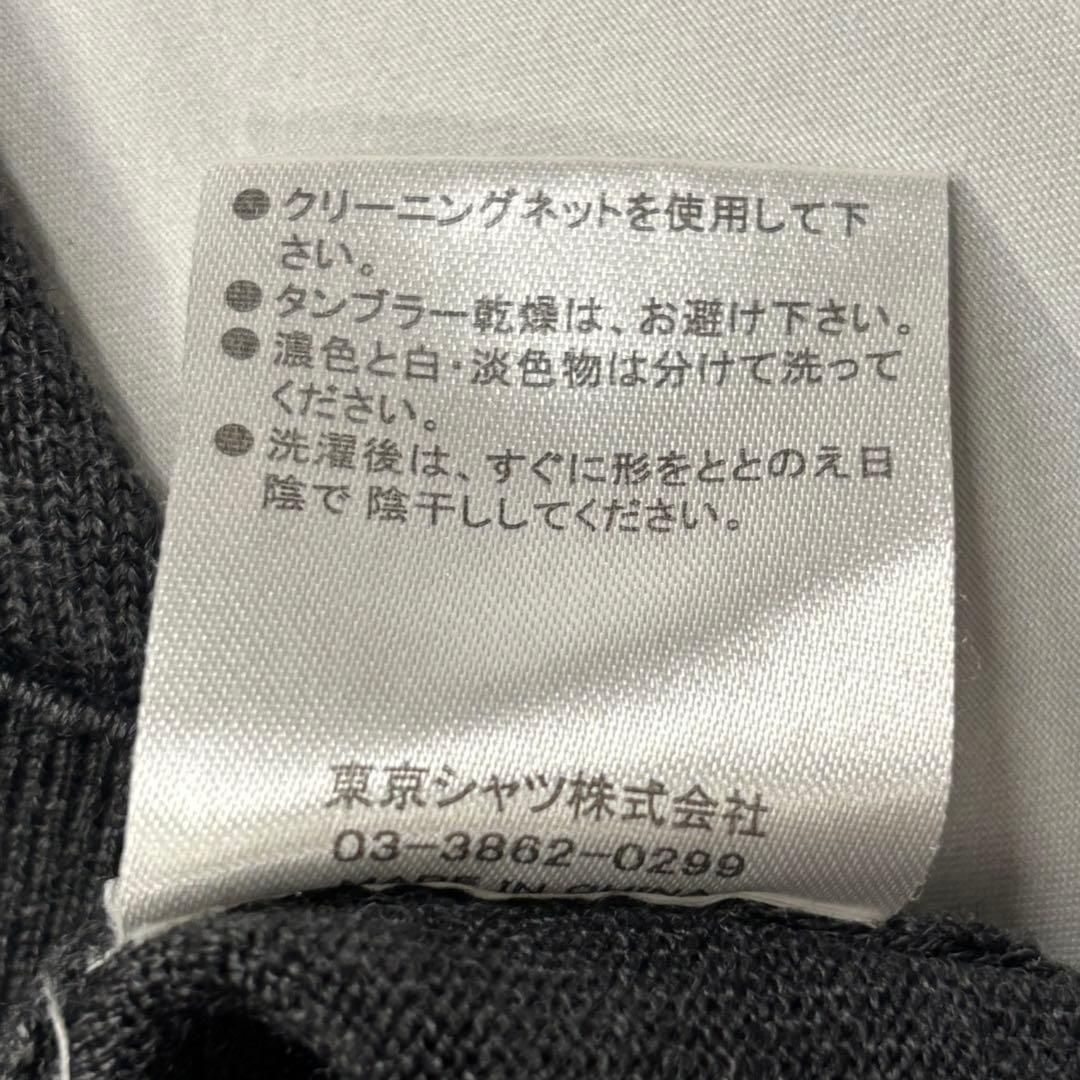 ● クリーニングネットを使用して下
さい。
● タンブラー乾燥は、お避け下さい。
● 濃色と白・淡色物は分けて洗って
ください。
● 洗濯後は、すぐに形をととのえ日
陰で 陰干ししてください。
東京シャツ株式会社
03-3862-0299
MADE IN CHINA